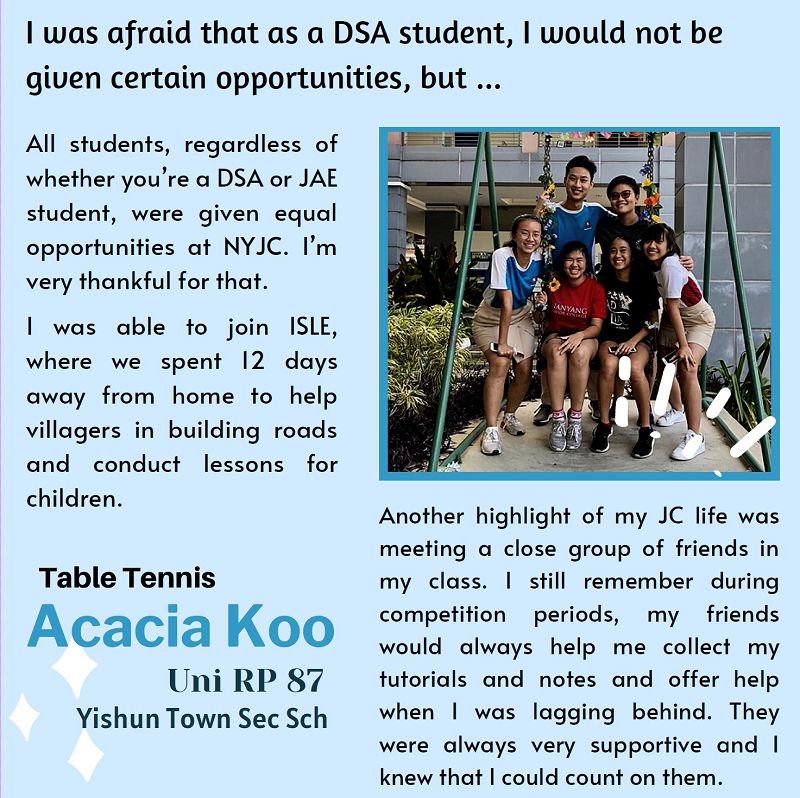 I was afraid that as a DSA student, I would not be
given certain opportunities, but ...
All students, regardless of
whether you're a DSA or JAE
student, were given equal
opportunities at NYJC. I'm
very thankful for that.
I was able to join ISLE,
where we spent 12 days
away from home to help
villagers in building roads
and conduct lessons for
children.
Table Tennis
Acacia Koo
Uni RP 87
Yishun Town Sec Sch
Another highlight of my JC life was
meeting a close group of friends in
my class. I still remember during
competition periods, my friends
would always help me collect my
tutorials and notes and offer help
when I was lagging behind. They
were always very supportive and I
knew that I could count on them.